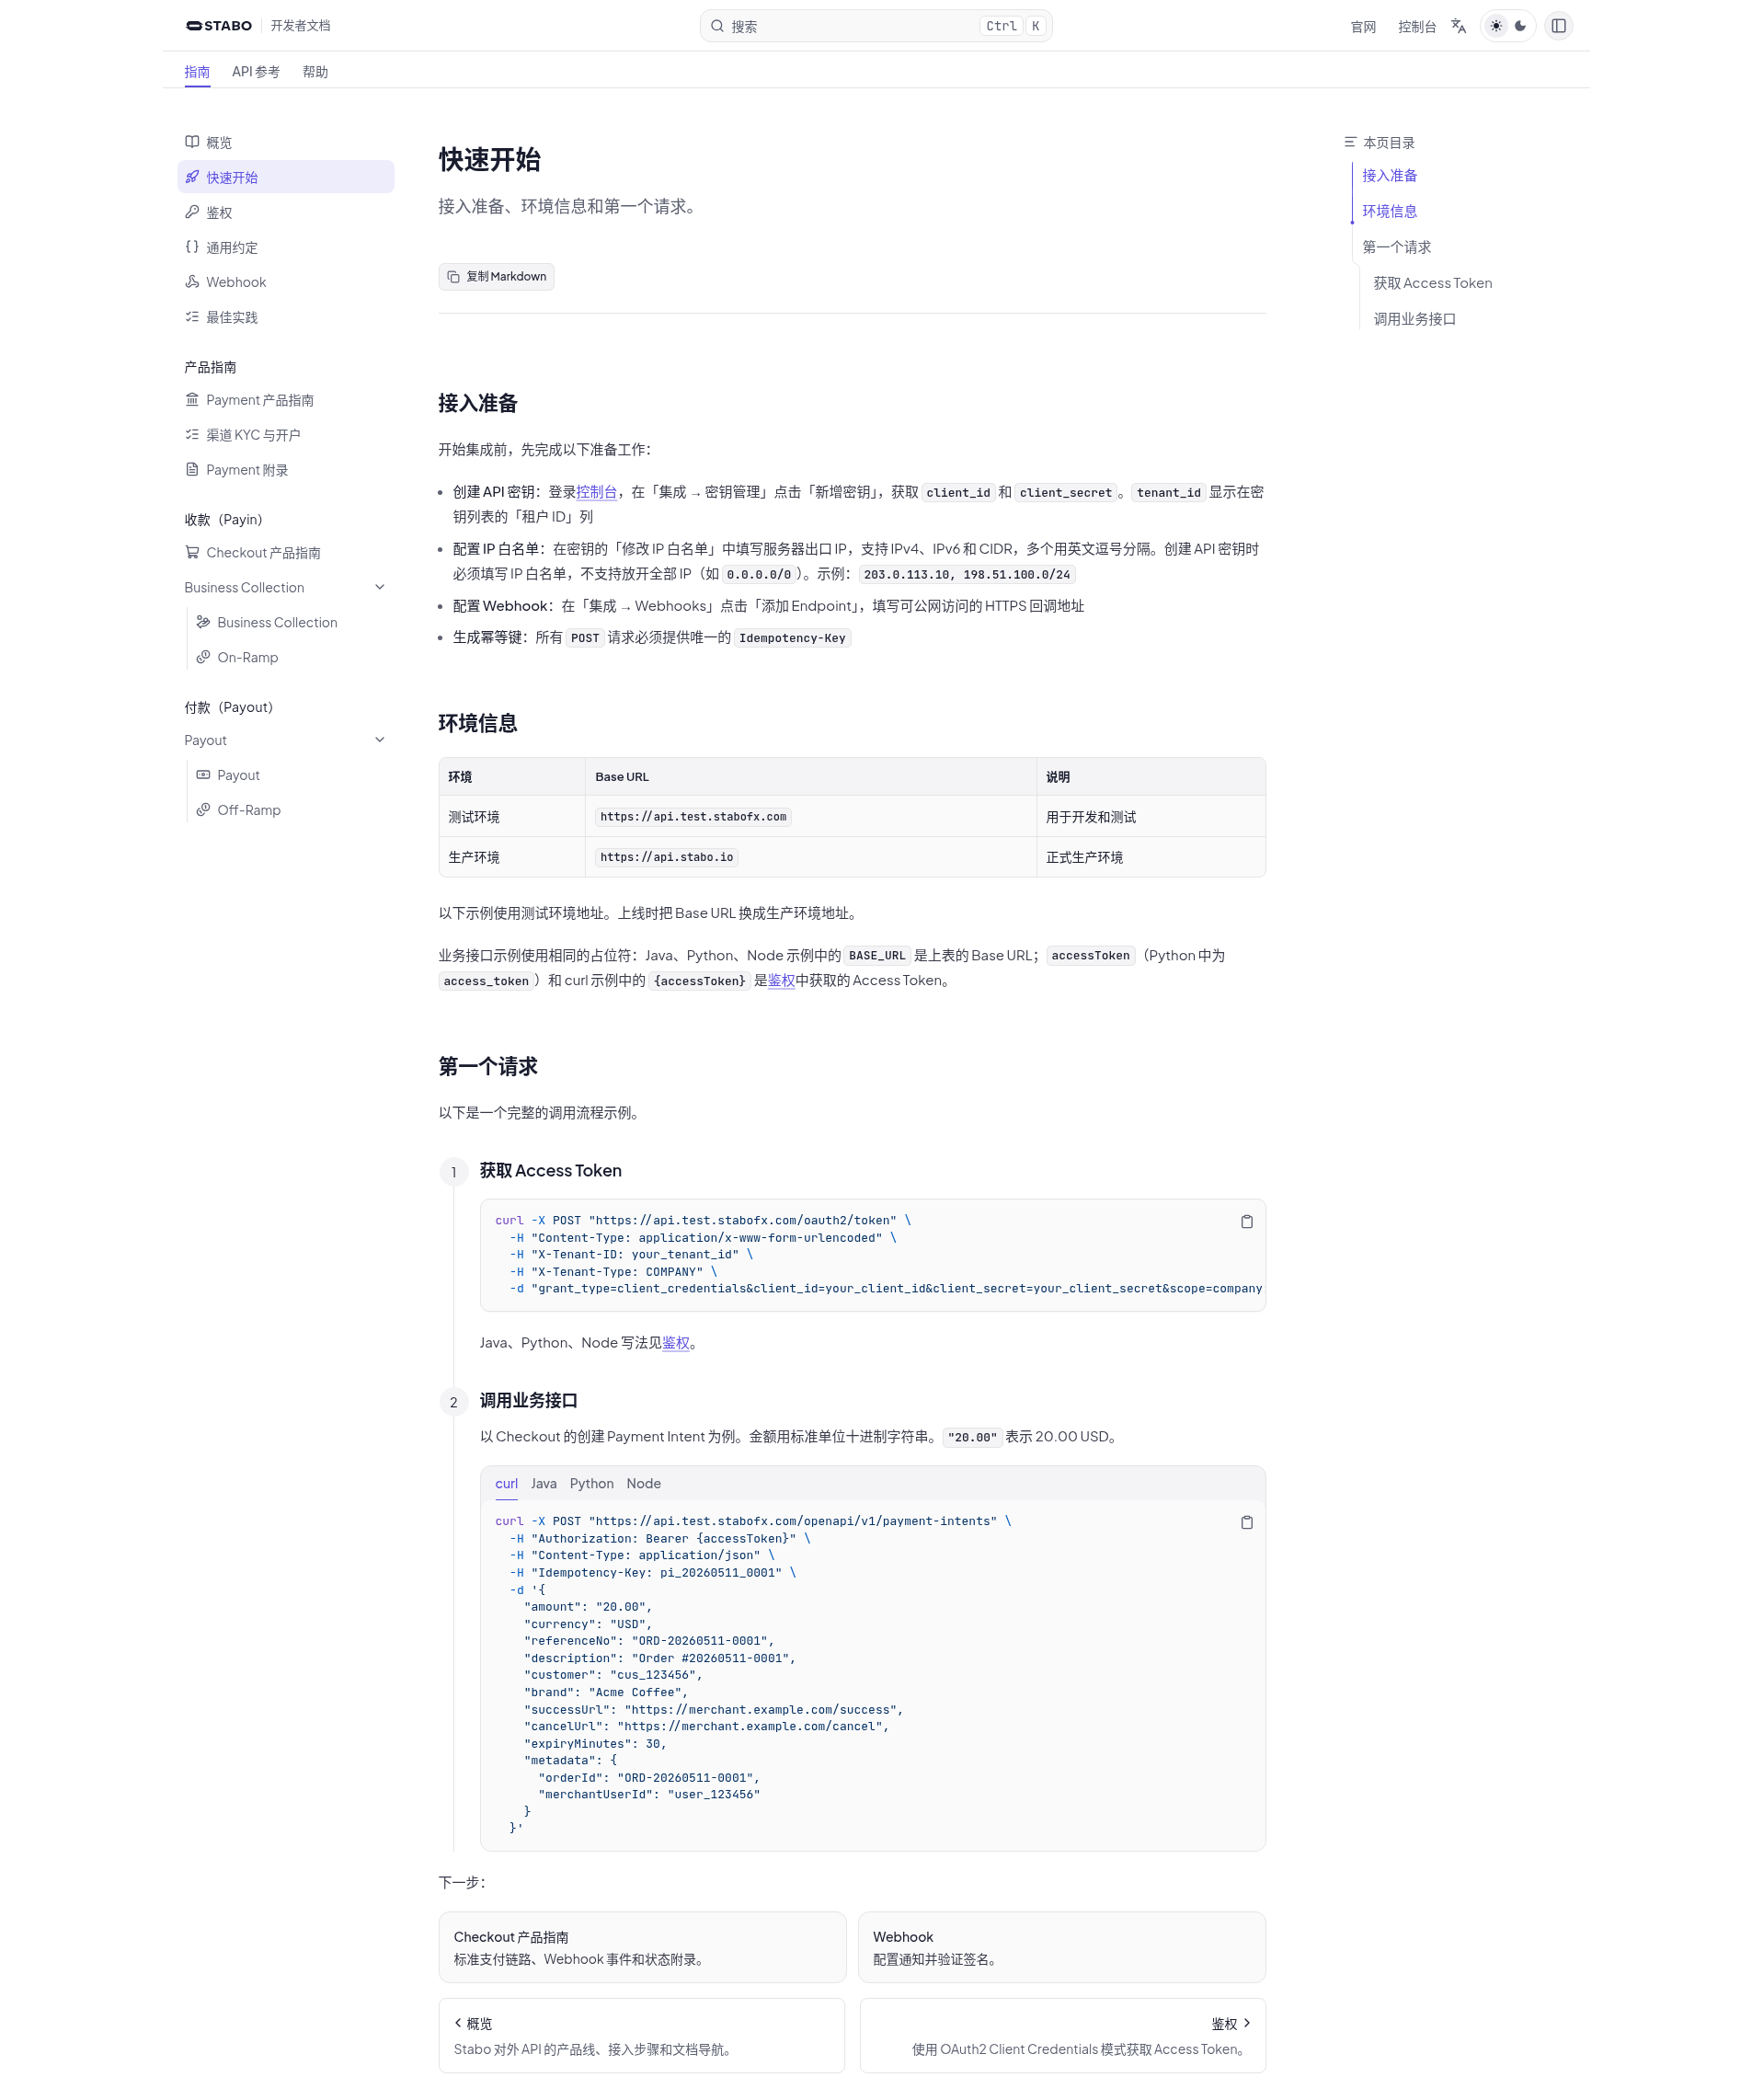 STABO 开发者文档
搜索 Ctrl K
官网 控制台
指南 API 参考 帮助
概览
快速开始
鉴权
通用约定
Webhook
最佳实践
产品指南
Payment 产品指南
渠道 KYC 与开户
Payment 附录
收款（Payin）
Checkout 产品指南
Business Collection
Business Collection
On-Ramp
付款（Payout）
Payout
Payout
Off-Ramp
快速开始
接入准备、环境信息和第一个请求。
复制 Markdown
接入准备
开始集成前，先完成以下准备工作：
创建 API 密钥：登录控制台，在「集成 → 密钥管理」点击「新增密钥」，获取 client_id 和 client_secret。tenant_id 显示在密
钥列表的「租户 ID」列
配置 IP 白名单：在密钥的「修改 IP 白名单」中填写服务器出口 IP，支持 IPv4、IPv6 和 CIDR，多个用英文逗号分隔。创建 API 密钥时
必须填写 IP 白名单，不支持放开全部 IP（如 0.0.0.0/0）。示例：203.0.113.10, 198.51.100.0/24
配置 Webhook：在「集成 → Webhooks」点击「添加 Endpoint」，填写可公网访问的 HTTPS 回调地址
生成幂等键：所有 POST 请求必须提供唯一的 Idempotency-Key
环境信息
环境 Base URL 说明
测试环境 https://api.test.stabofx.com 用于开发和测试
生产环境 https://api.stabo.io 正式生产环境
以下示例使用测试环境地址。上线时把 Base URL 换成生产环境地址。
业务接口示例使用相同的占位符：Java、Python、Node 示例中的 BASE_URL 是上表的 Base URL；accessToken（Python 中为
access_token）和 curl 示例中的 {accessToken} 是鉴权中获取的 Access Token。
第一个请求
以下是一个完整的调用流程示例。
1 获取 Access Token
curl -X POST "https://api.test.stabofx.com/oauth2/token" \
  -H "Content-Type: application/x-www-form-urlencoded" \
  -H "X-Tenant-ID: your_tenant_id" \
  -H "X-Tenant-Type: COMPANY" \
  -d "grant_type=client_credentials&client_id=your_client_id&client_secret=your_client_secret&scope=company
Java、Python、Node 写法见鉴权。
2 调用业务接口
以 Checkout 的创建 Payment Intent 为例。金额用标准单位十进制字符串。"20.00" 表示 20.00 USD。
curl Java Python Node
curl -X POST "https://api.test.stabofx.com/openapi/v1/payment-intents" \
  -H "Authorization: Bearer {accessToken}" \
  -H "Content-Type: application/json" \
  -H "Idempotency-Key: pi_20260511_0001" \
  -d '{
    "amount": "20.00",
    "currency": "USD",
    "referenceNo": "ORD-20260511-0001",
    "description": "Order #20260511-0001",
    "customer": "cus_123456",
    "brand": "Acme Coffee",
    "successUrl": "https://merchant.example.com/success",
    "cancelUrl": "https://merchant.example.com/cancel",
    "expiryMinutes": 30,
    "metadata": {
      "orderId": "ORD-20260511-0001",
      "merchantUserId": "user_123456"
    }
  }'
下一步：
Checkout 产品指南
标准支付链路、Webhook 事件和状态附录。
Webhook
配置通知并验证签名。
概览
Stabo 对外 API 的产品线、接入步骤和文档导航。
鉴权
使用 OAuth2 Client Credentials 模式获取 Access Token。
本页目录
接入准备
环境信息
第一个请求
获取 Access Token
调用业务接口